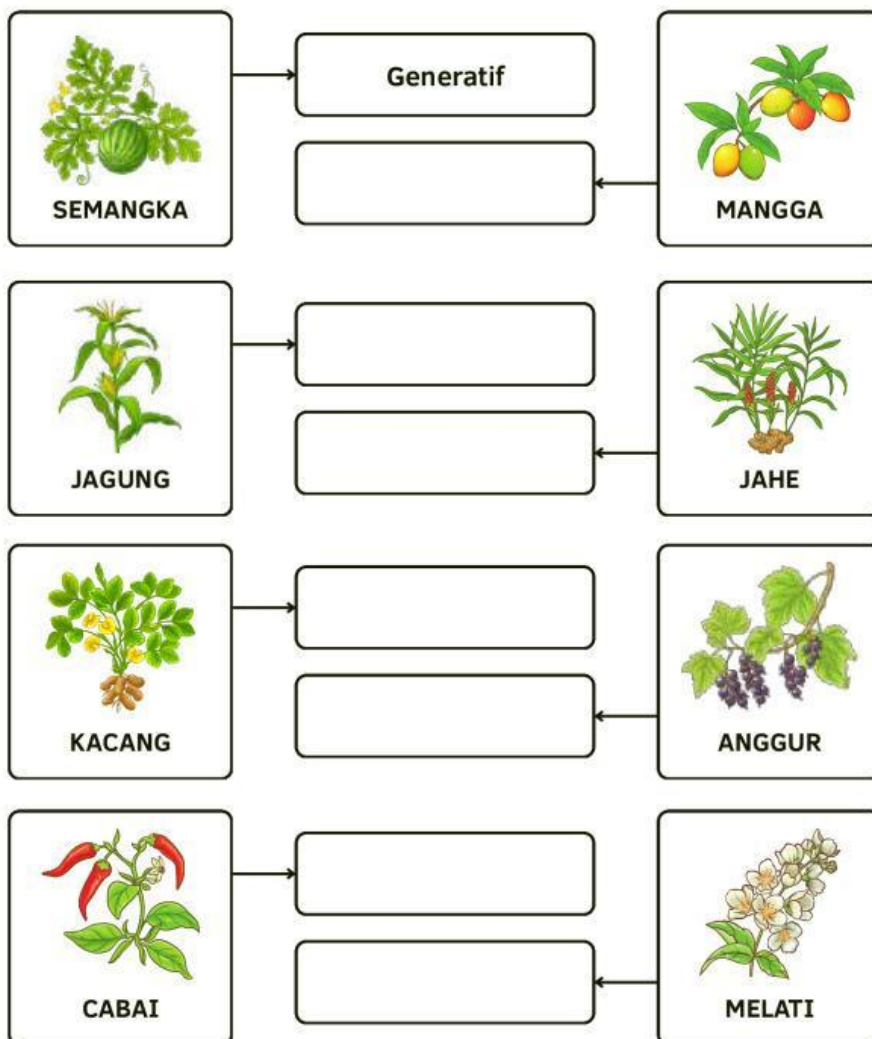 Generatif
SEMANGKA
MANGGA
JAGUNG
JAHE
KACANG
ANGGUR
CABAI
MELATI